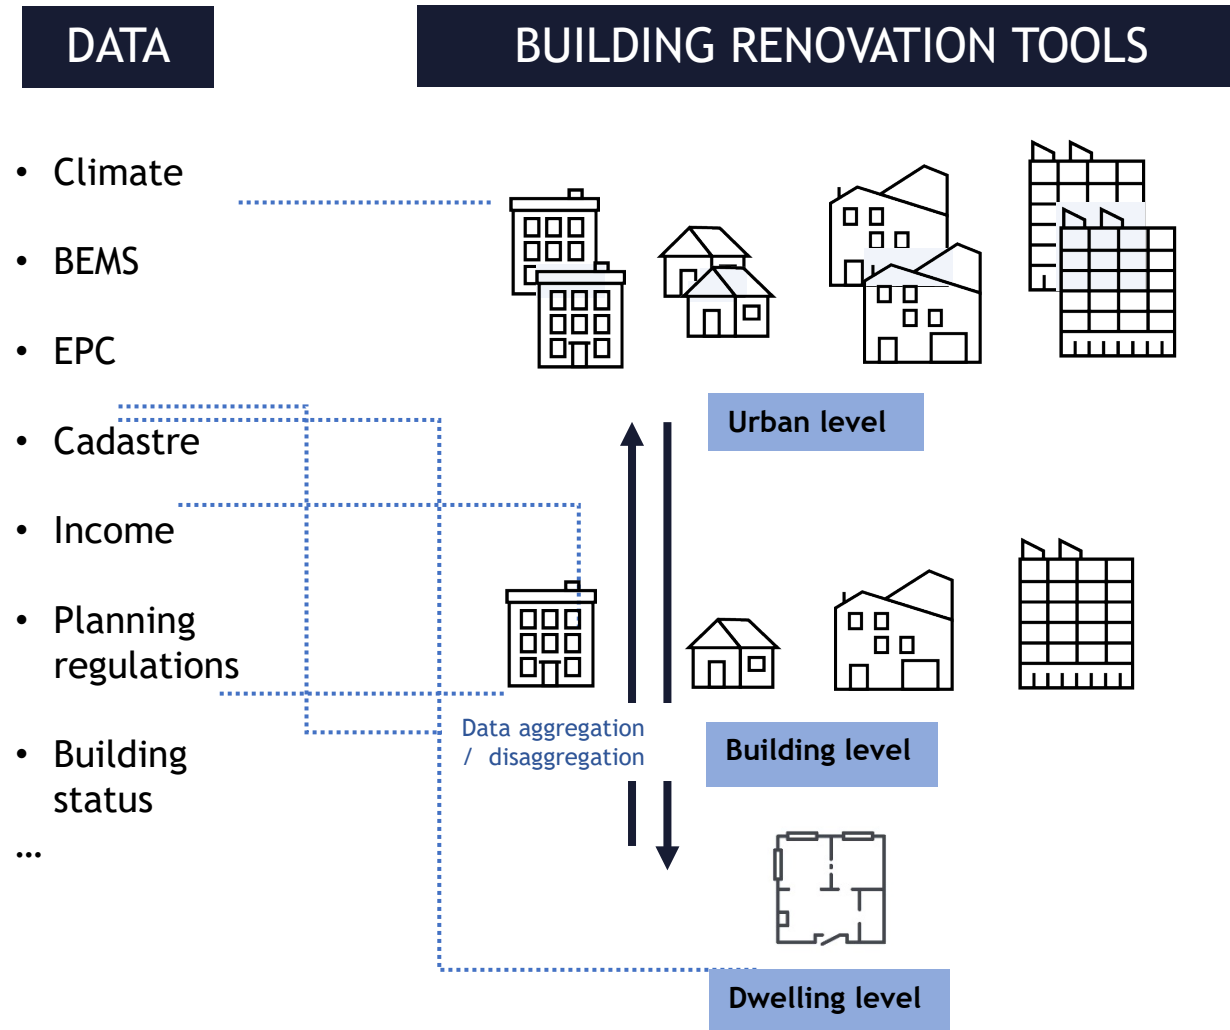 DATA
BUILDING RENOVATION TOOLS
• Climate
• BEMS
• EPC
• Cadastre
• Income
• Planning
regulations
• Building
status
…
Urban level
Data aggregation
/ disaggregation
Building level
Dwelling level